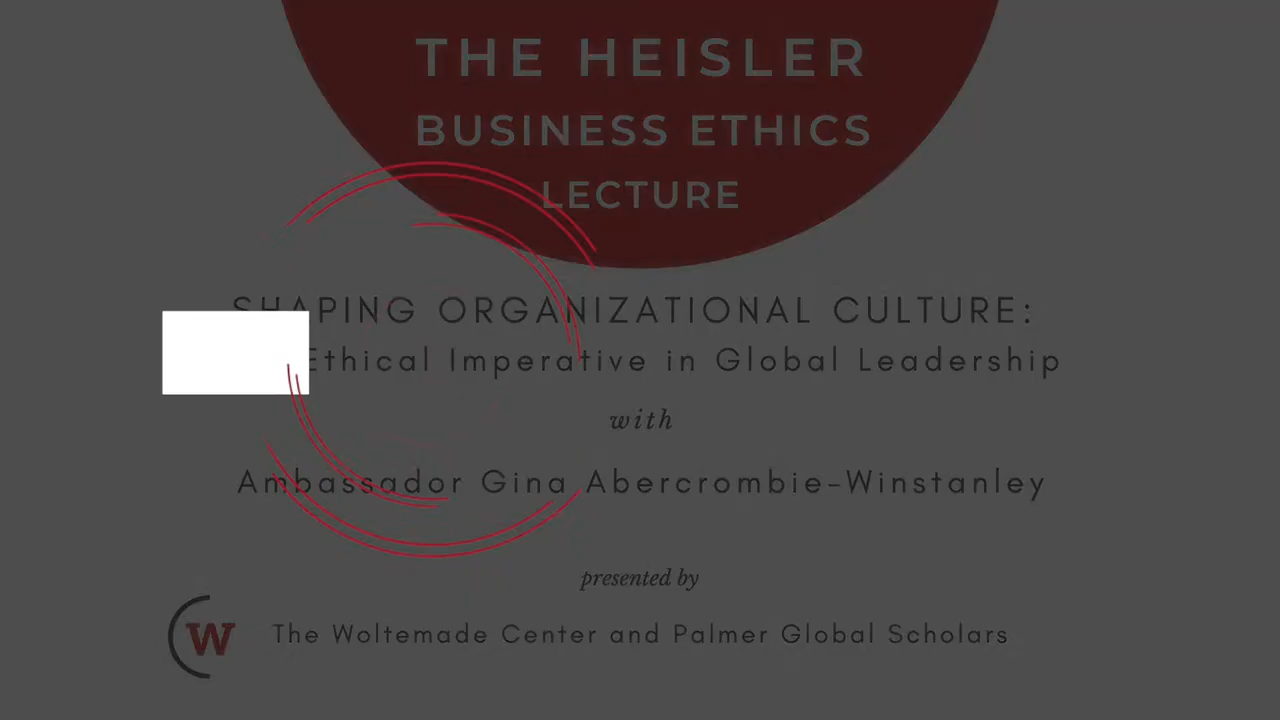 THE HEISLER
BUSINESS ETHICS
LECTURE
SHAPING ORGANIZATIONAL CULTURE:
Ethical Imperative in Global Leadership
with
Ambassador Gina Abercrombie-Winstanley
presented by
W
The Woltemade Center and Palmer Global Scholars